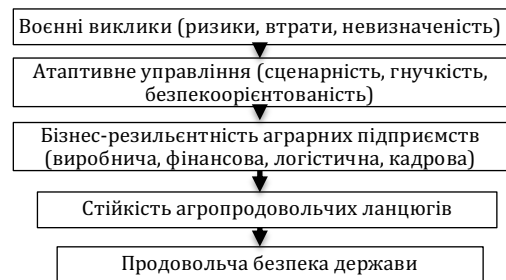 Воєнні виклики (ризики, втрати, невизначеність)
Атаптивне управління (сценарність, гнучкість,
безпекоорієнтованість)
Бізнес-резильєнтність аграрних підприємств
(виробнича, фінансова, логістична, кадрова)
Стійкість агропродовольчих ланцюгів
Продовольча безпека держави